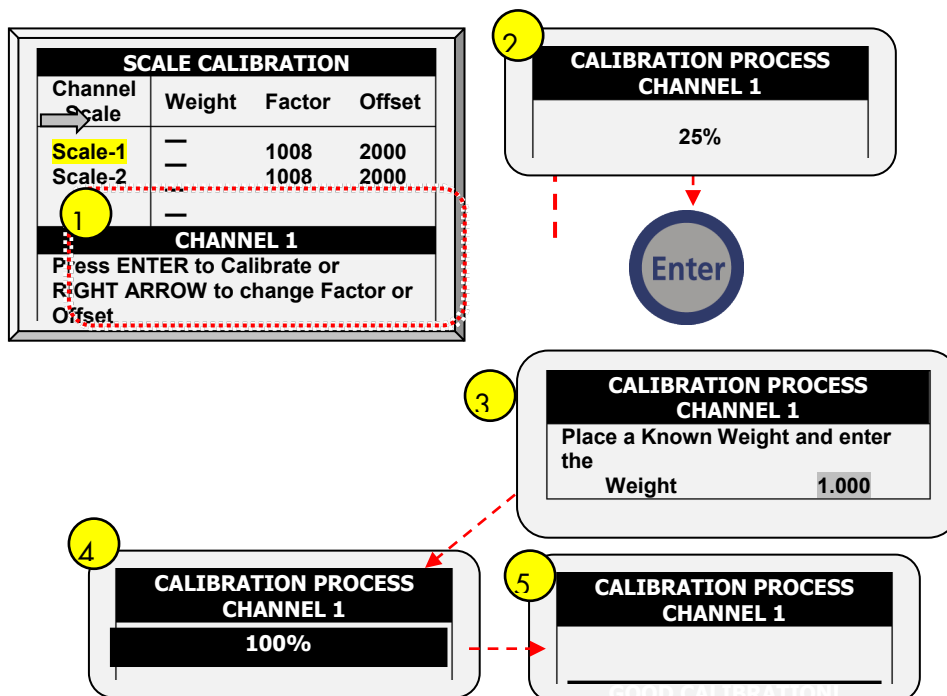 SCALE CALIBRATION
Channel Scale Weight Factor Offset
Scale-1 1008 2000
Scale-2 1008 2000
1
CHANNEL 1
Press ENTER to Calibrate or
RIGHT ARROW to change Factor or
Offset
2
CALIBRATION PROCESS
CHANNEL 1
25%
Enter
3
CALIBRATION PROCESS
CHANNEL 1
Place a Known Weight and enter
the
Weight 1.000
4
CALIBRATION PROCESS
CHANNEL 1
100%
5
CALIBRATION PROCESS
CHANNEL 1
GOOD CALIBRATION!